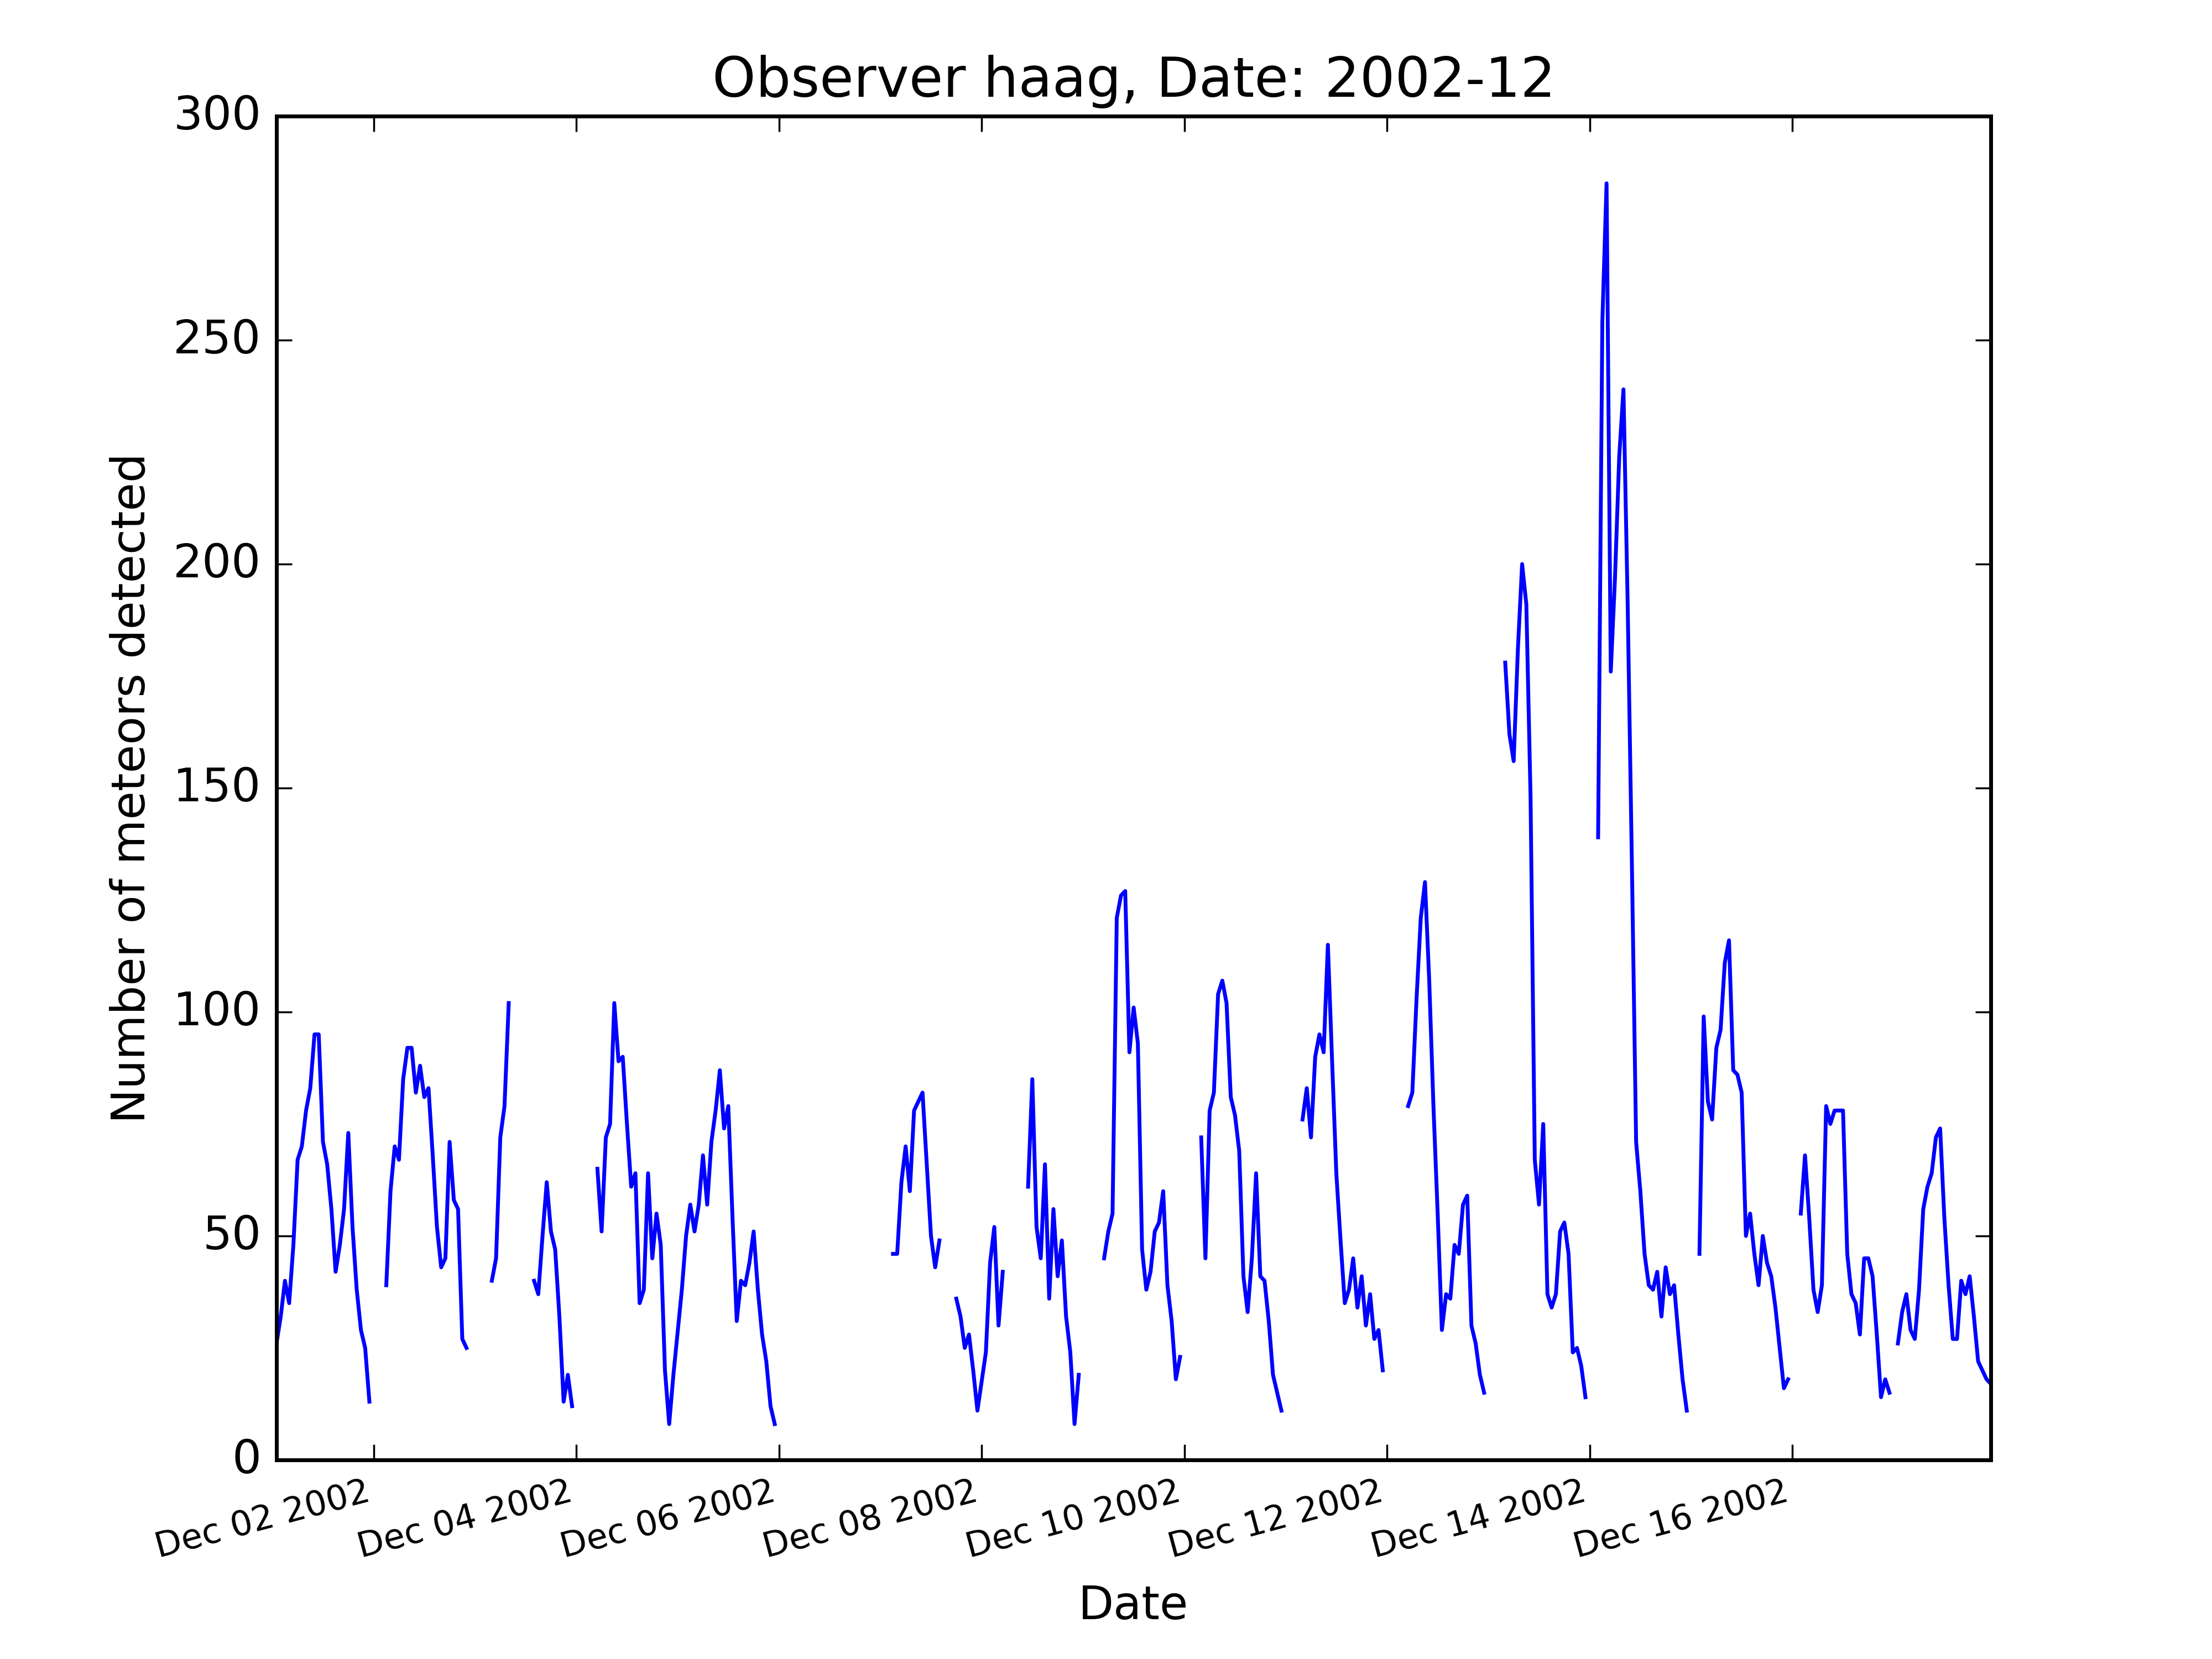 Observer haag, Date: 2002-12
300
250
200
150
100
50
0
Number of meteors detected
Dec 02 2002
Dec 04 2002
Dec 06 2002
Dec 08 2002
Dec 10 2002
Dec 12 2002
Dec 14 2002
Dec 16 2002
Date